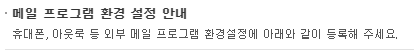 · 메일 프로그램 환경 설정 안내
휴대폰, 아웃룩 등 외부 메일 프로그램 환경설정에 아래와 같이 등록해 주세요.